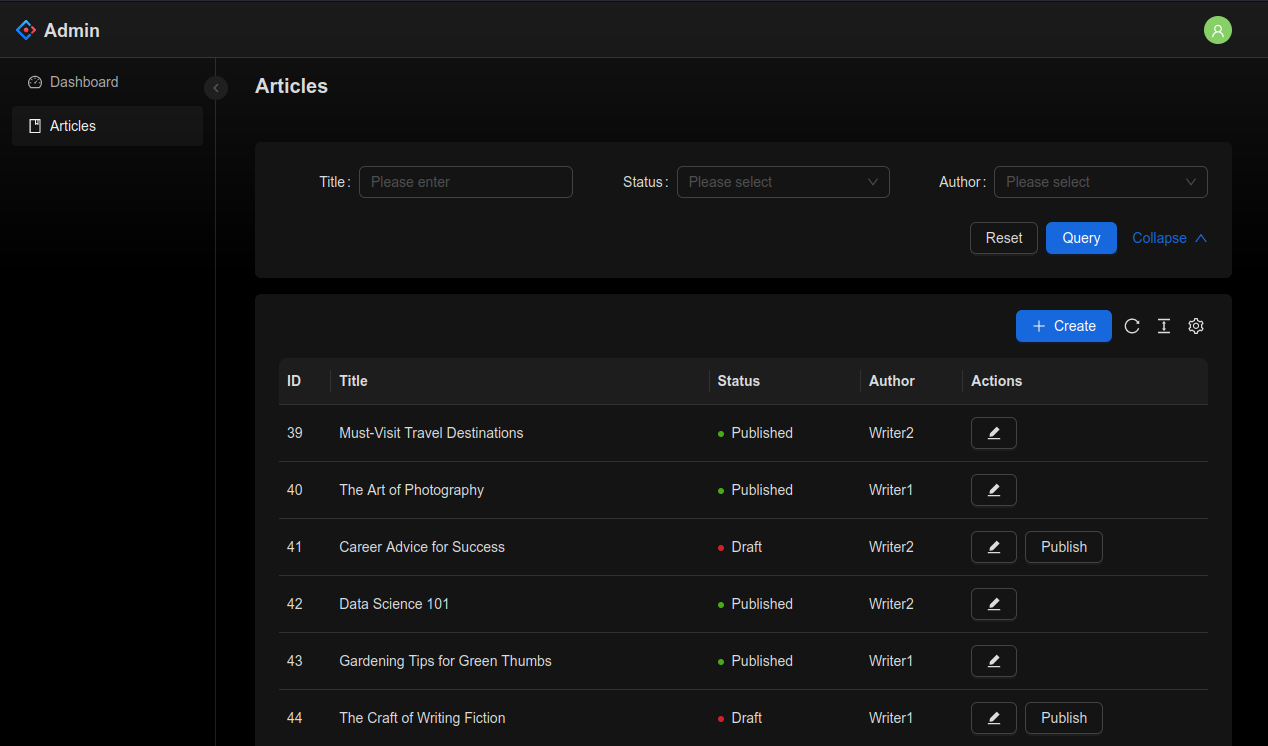 Admin
Dashboard
Articles
Articles
Title: Please enter Status: Please select Author: Please select
Reset Query Collapse
Create
ID Title Status Author Actions
39 Must-Visit Travel Destinations Published Writer2
40 The Art of Photography Published Writer1
41 Career Advice for Success Draft Writer2 Publish
42 Data Science 101 Published Writer2
43 Gardening Tips for Green Thumbs Published Writer1
44 The Craft of Writing Fiction Draft Writer1 Publish